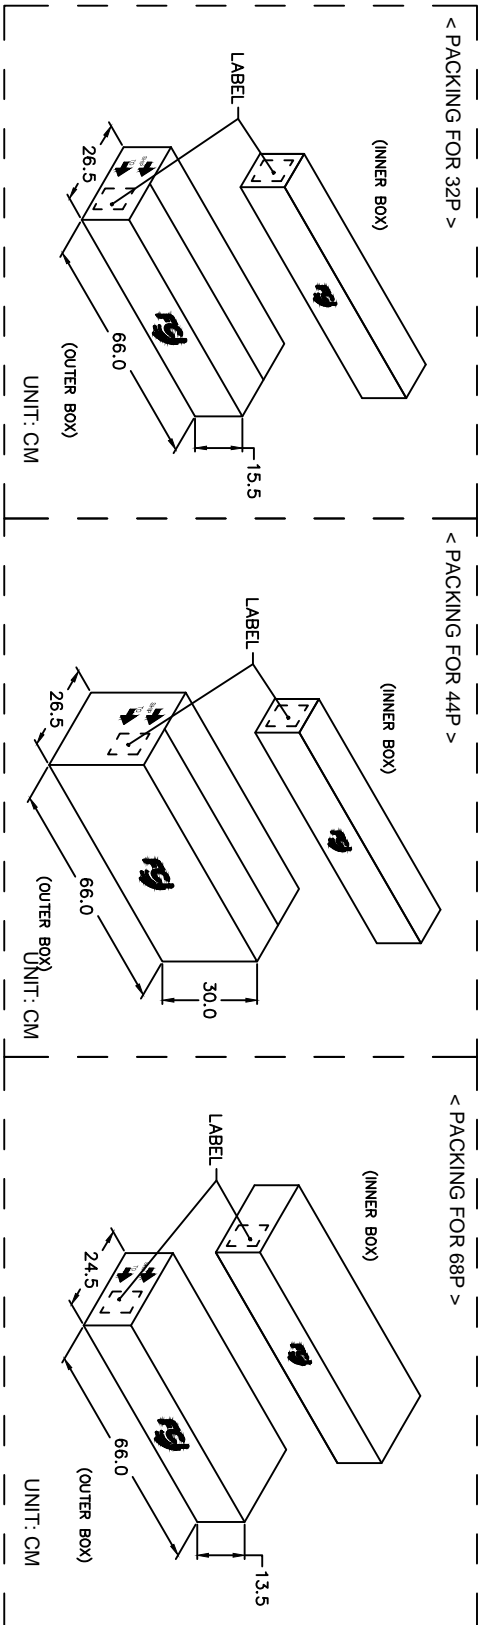 < PACKING FOR 32P >
(INNER BOX)
LABEL
26.5
66.0
15.5
(OUTER BOX)
UNIT: CM
< PACKING FOR 44P >
(INNER BOX)
LABEL
26.5
66.0
30.0
(OUTER BOX)
UNIT: CM
< PACKING FOR 68P >
(INNER BOX)
LABEL
24.5
66.0
13.5
(OUTER BOX)
UNIT: CM